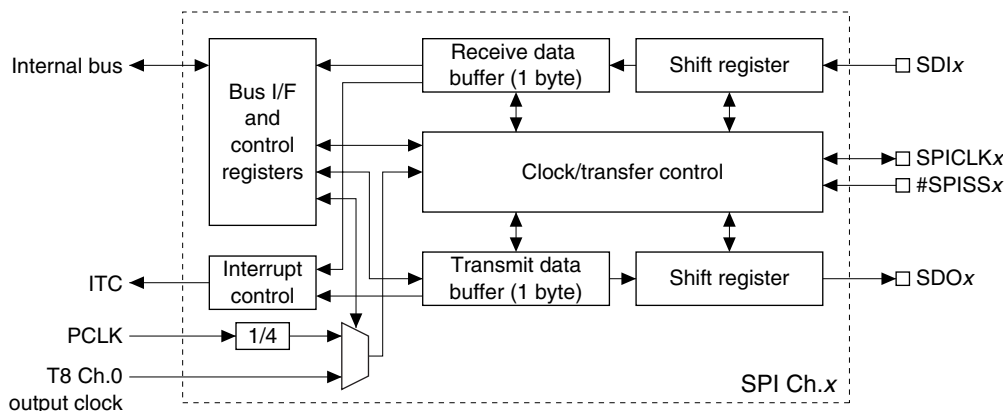 Internal bus
Bus I/F
and
control
registers
Receive data
buffer (1 byte)
Shift register
SDIx
Clock/transfer control
SPICLKx
#SPISSx
ITC
Interrupt
control
Transmit data
buffer (1 byte)
Shift register
SDOx
PCLK
1/4
T8 Ch.0
output clock
SPI Ch.x